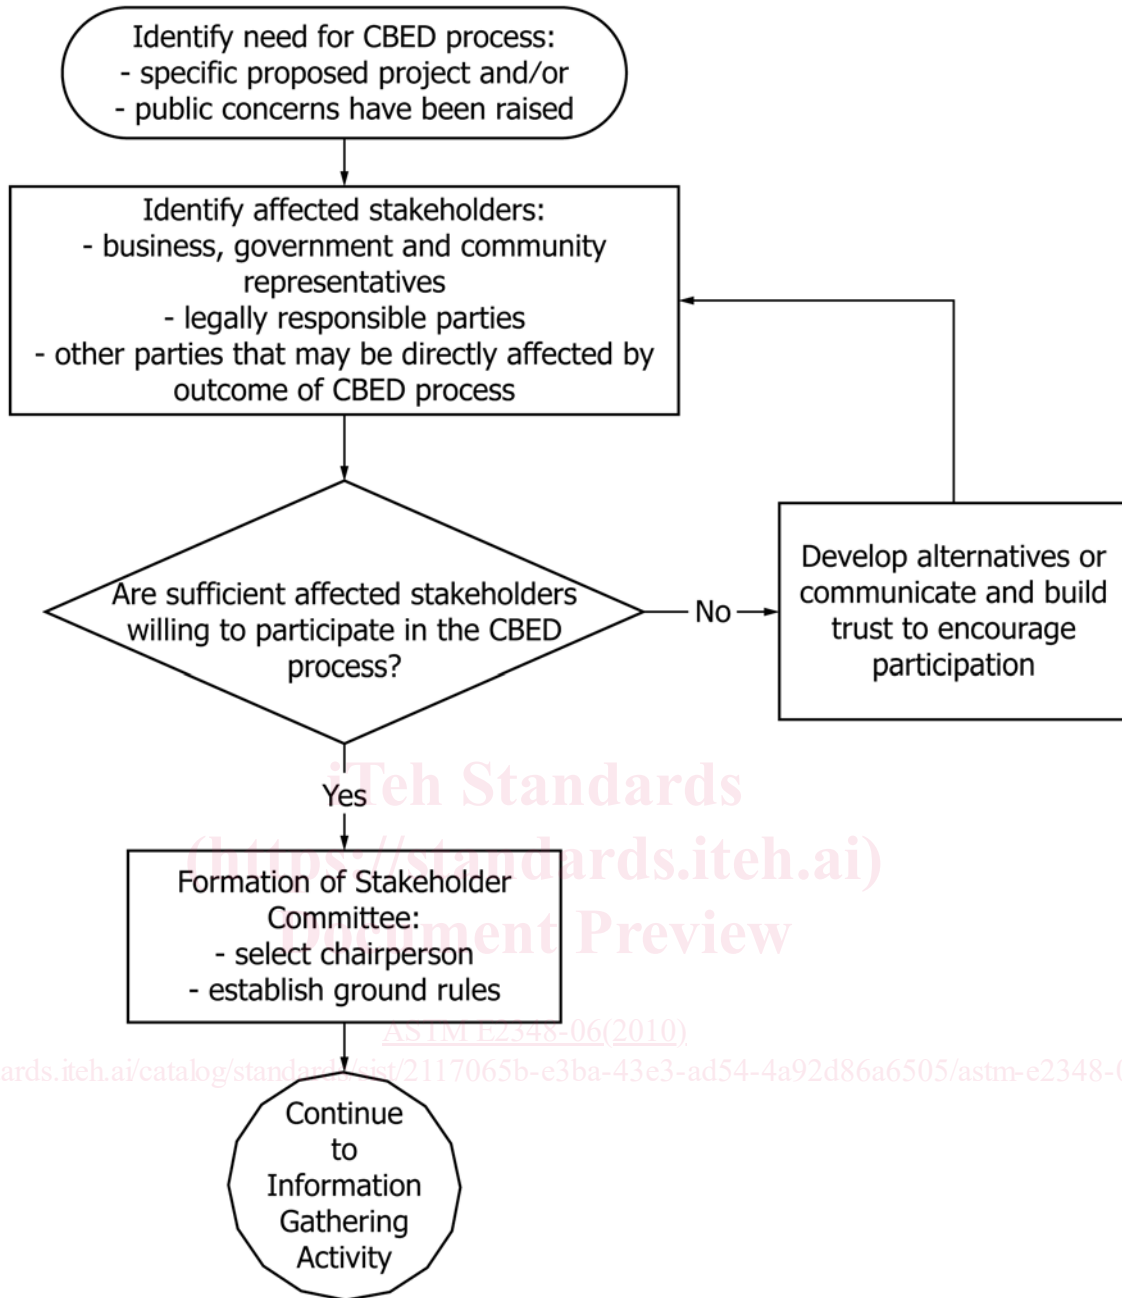 Identify need for CBED process:
- specific proposed project and/or
- public concerns have been raised
Identify affected stakeholders:
- business, government and community
representatives
- legally responsible parties
- other parties that may be directly affected by
outcome of CBED process
Are sufficient affected stakeholders
willing to participate in the CBED
process?
No
Develop alternatives or
communicate and build
trust to encourage
participation
Yes
iTeh Standards
(https://standards.iteh.ai)
Document Preview
Formation of Stakeholder
Committee:
- select chairperson
- establish ground rules
ASTM E2348-06(2010)
ards.iteh.ai/catalog/standards/sist/2117065b-e3ba-43e3-ad54-4a92d86a6505/astm-e2348-0
Continue
to
Information
Gathering
Activity